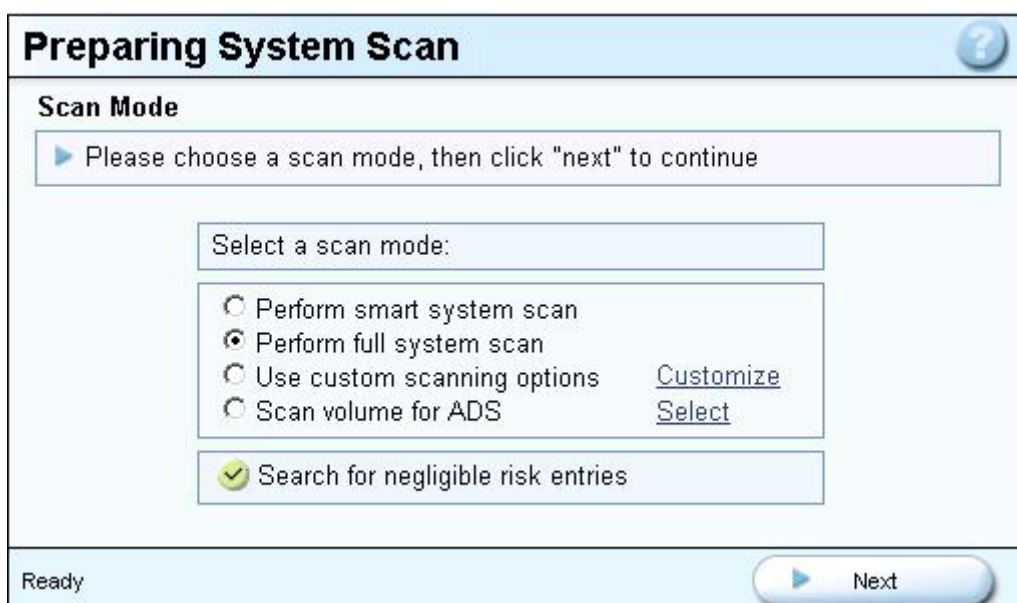 Preparing System Scan
?
Scan Mode
Please choose a scan mode, then click "next" to continue
Select a scan mode:
Perform smart system scan
Perform full system scan
Use custom scanning options Customize
Scan volume for ADS Select
Search for negligible risk entries
Ready Next